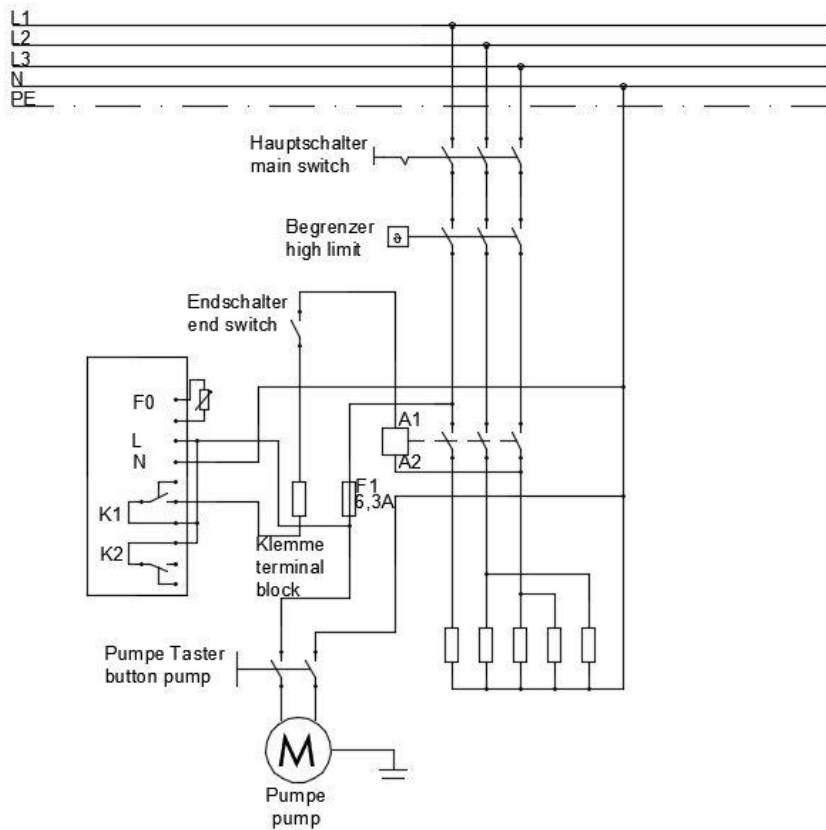 L1
L2
L3
N
PE
Hauptschalter
main switch
Begrenzer
high limit
ϑ
Endschalter
end switch
F0
L
N
K1
K2
A1
A2
F1
6,3A
Klemme
terminal
block
Pumpe Taster
button pump
M
Pumpe
pump